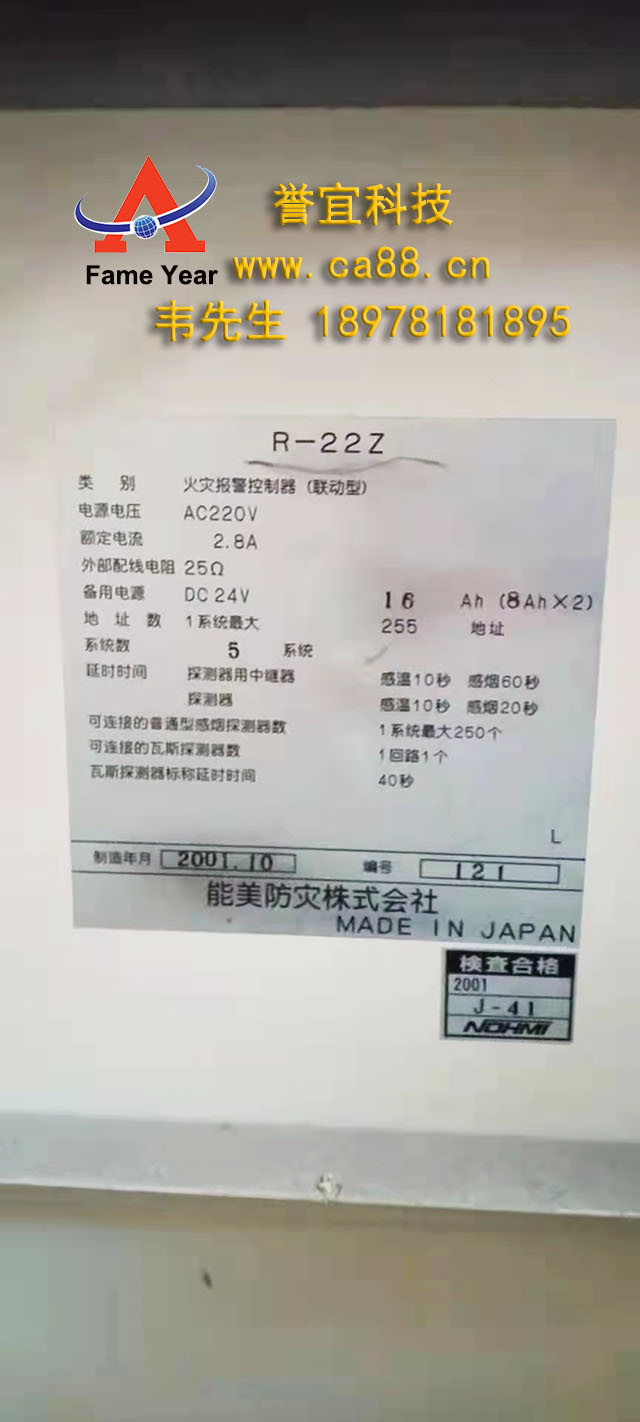 誉宜科技
Fame Year
www.ca88.cn
韦先生 18978181895
R-22Z
类 别 火灾报警控制器（联动型）
电源电压 AC220V
额定电流 2.8A
外部配线电阻 25Ω
备用电源 DC 24V 16 Ah (8Ah×2)
地 址 数 1系统最大 255 地址
系统数 5 系统
延时时间 探测器用中继器 感温10秒 感烟60秒
探测器 感温10秒 感烟20秒
可连接的普通型感烟探测器数 1系统最大250个
可连接的瓦斯探测器数 1回路1个
瓦斯探测器标称延时时间 40秒
L
制造年月 2001.10 编号 121
能美防灾株式会社
MADE IN JAPAN
検査合格
2001
J-41
NOHMI